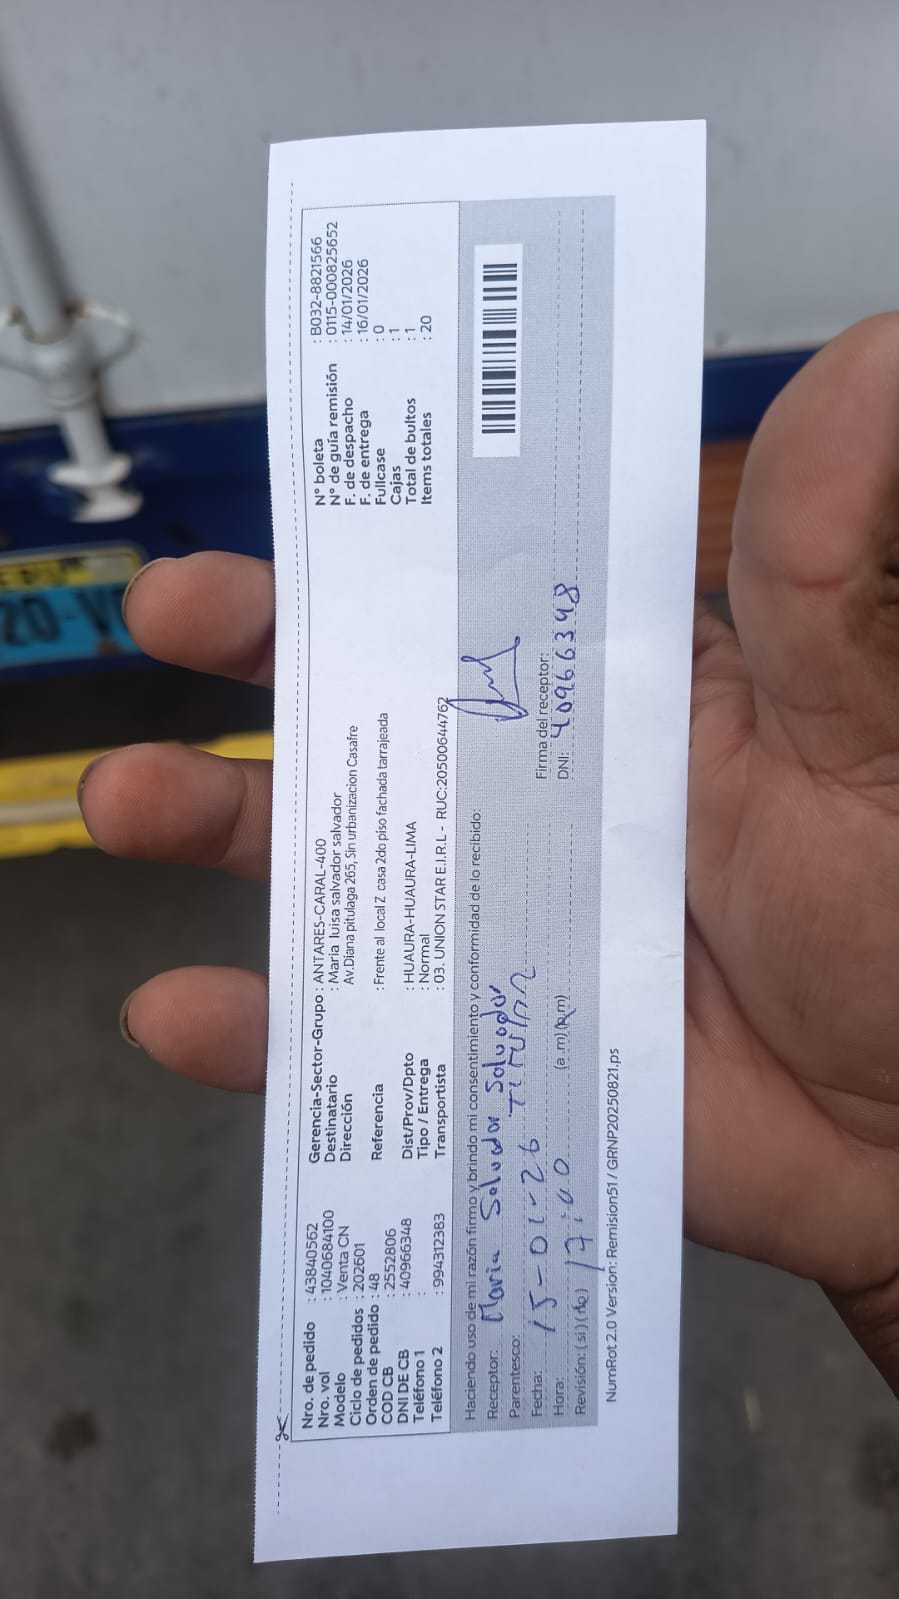 Nro. de pedido : 43840562
Nro. vol : 1040684100
Modelo : Venta CN
Ciclo de pedidos : 202601
Orden de pedido : 48
COD CB : 2552806
DNI DE CB : 40966348
Teléfono 1 :
Teléfono 2 : 994312383
Gerencia-Sector-Grupo : ANTARES-CARAL-400
Destinatario : Maria luisa salvador salvador
Dirección Av.Diana pitulaga 265, Sin urbanizacion Casafre
Referencia : Frente al local Z casa 2do piso fachada tarrajeada
Dist/Prov/Dpto : HUAURA-HUAURA-LIMA
Tipo / Entrega : Normal
Transportista : 03. UNION STAR E.I.R.L - RUC:20500644762
N° boleta : B032-8821566
N° de guía remisión : 0115-000825652
F. de despacho : 14/01/2026
F. de entrega : 16/01/2026
Fullcase : 0
Cajas : 1
Total de bultos : 1
Items totales : 20
Haciendo uso de mi razón firmo y brindo mi consentimiento y conformidad de lo recibido:
Receptor: Maria Salvador Salvador
Parentesco: TiTULAR
Fecha: 15-01-26
Hora: 17:40 (a.m)(p.m)
Revisión: (si)(no)
Firma del receptor:
DNI: 40966348
NumRot 2.0 Version: Remision51 / GRNP20250821.ps